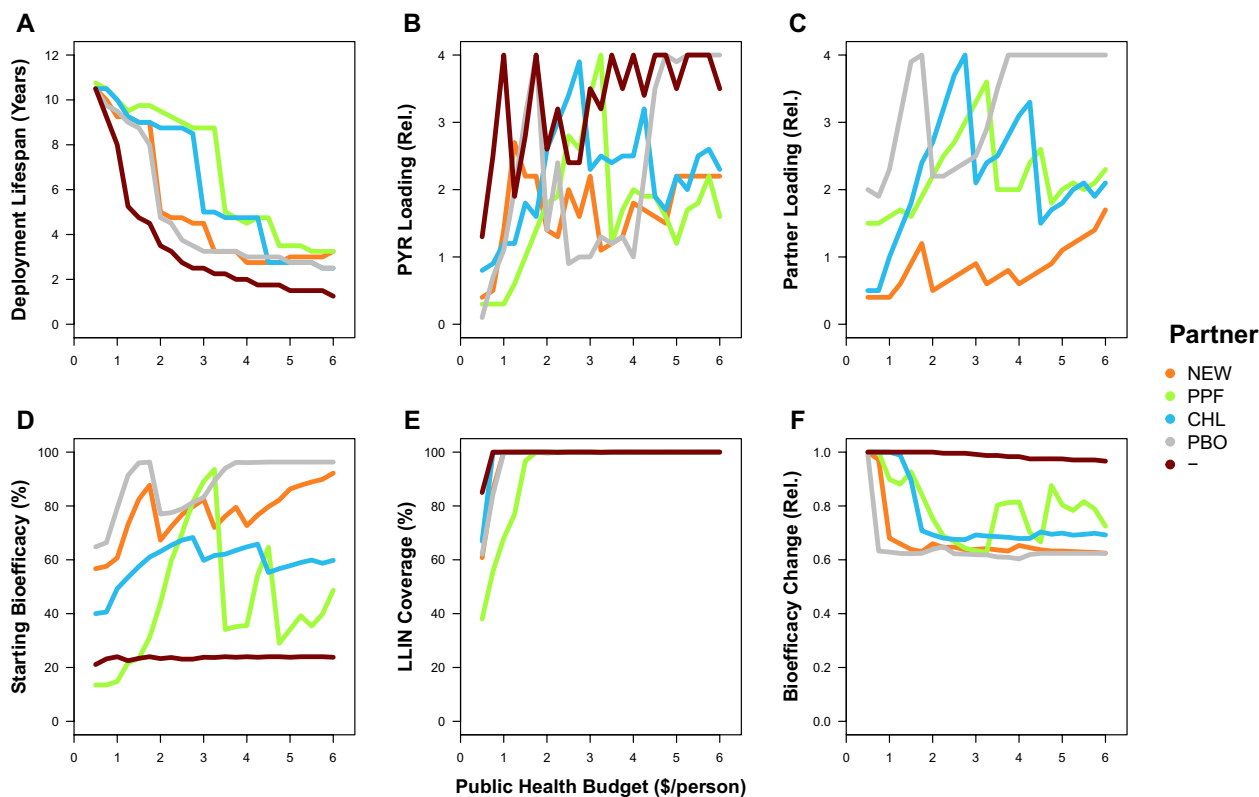 A
B
C
Deployment Lifespan (Years)
12
10
8
6
4
2
0
0 1 2 3 4 5 6
PYR Loading (Rel.)
4
3
2
1
0
0 1 2 3 4 5 6
Partner Loading (Rel.)
4
3
2
1
0
0 1 2 3 4 5 6
Partner
NEW
PPF
CHL
PBO
–
D
E
F
Starting Bioefficacy (%)
100
80
60
40
20
0
0 1 2 3 4 5 6
LLIN Coverage (%)
100
80
60
40
20
0
0 1 2 3 4 5 6
Bioefficacy Change (Rel.)
1.0
0.8
0.6
0.4
0.2
0.0
0 1 2 3 4 5 6
Public Health Budget ($/person)